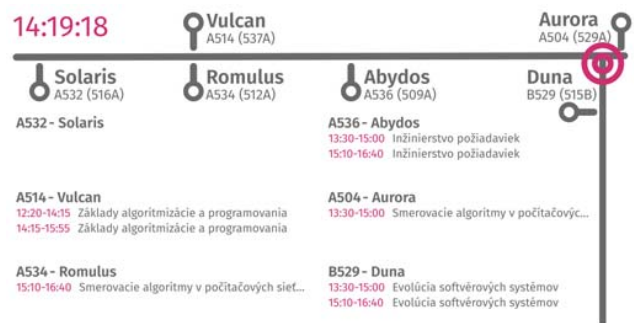 14:19:18
Vulcan
A514 (537A)
Aurora
A504 (529A)
Solaris
A532 (516A)
Romulus
A534 (512A)
Abydos
A536 (509A)
Duna
B529 (515B)
A532 - Solaris
A536 - Abydos
13:30-15:00 Inžinierstvo požiadaviek
15:10-16:40 Inžinierstvo požiadaviek
A514 - Vulcan
12:20-14:15 Základy algoritmizácie a programovania
14:15-15:55 Základy algoritmizácie a programovania
A504 - Aurora
13:30-15:00 Smerovacie algoritmy v počítačovýc...
A534 - Romulus
15:10-16:40 Smerovacie algoritmy v počítačových sieť...
B529 - Duna
13:30-15:00 Evolúcia softvérových systémov
15:10-16:40 Evolúcia softvérových systémov